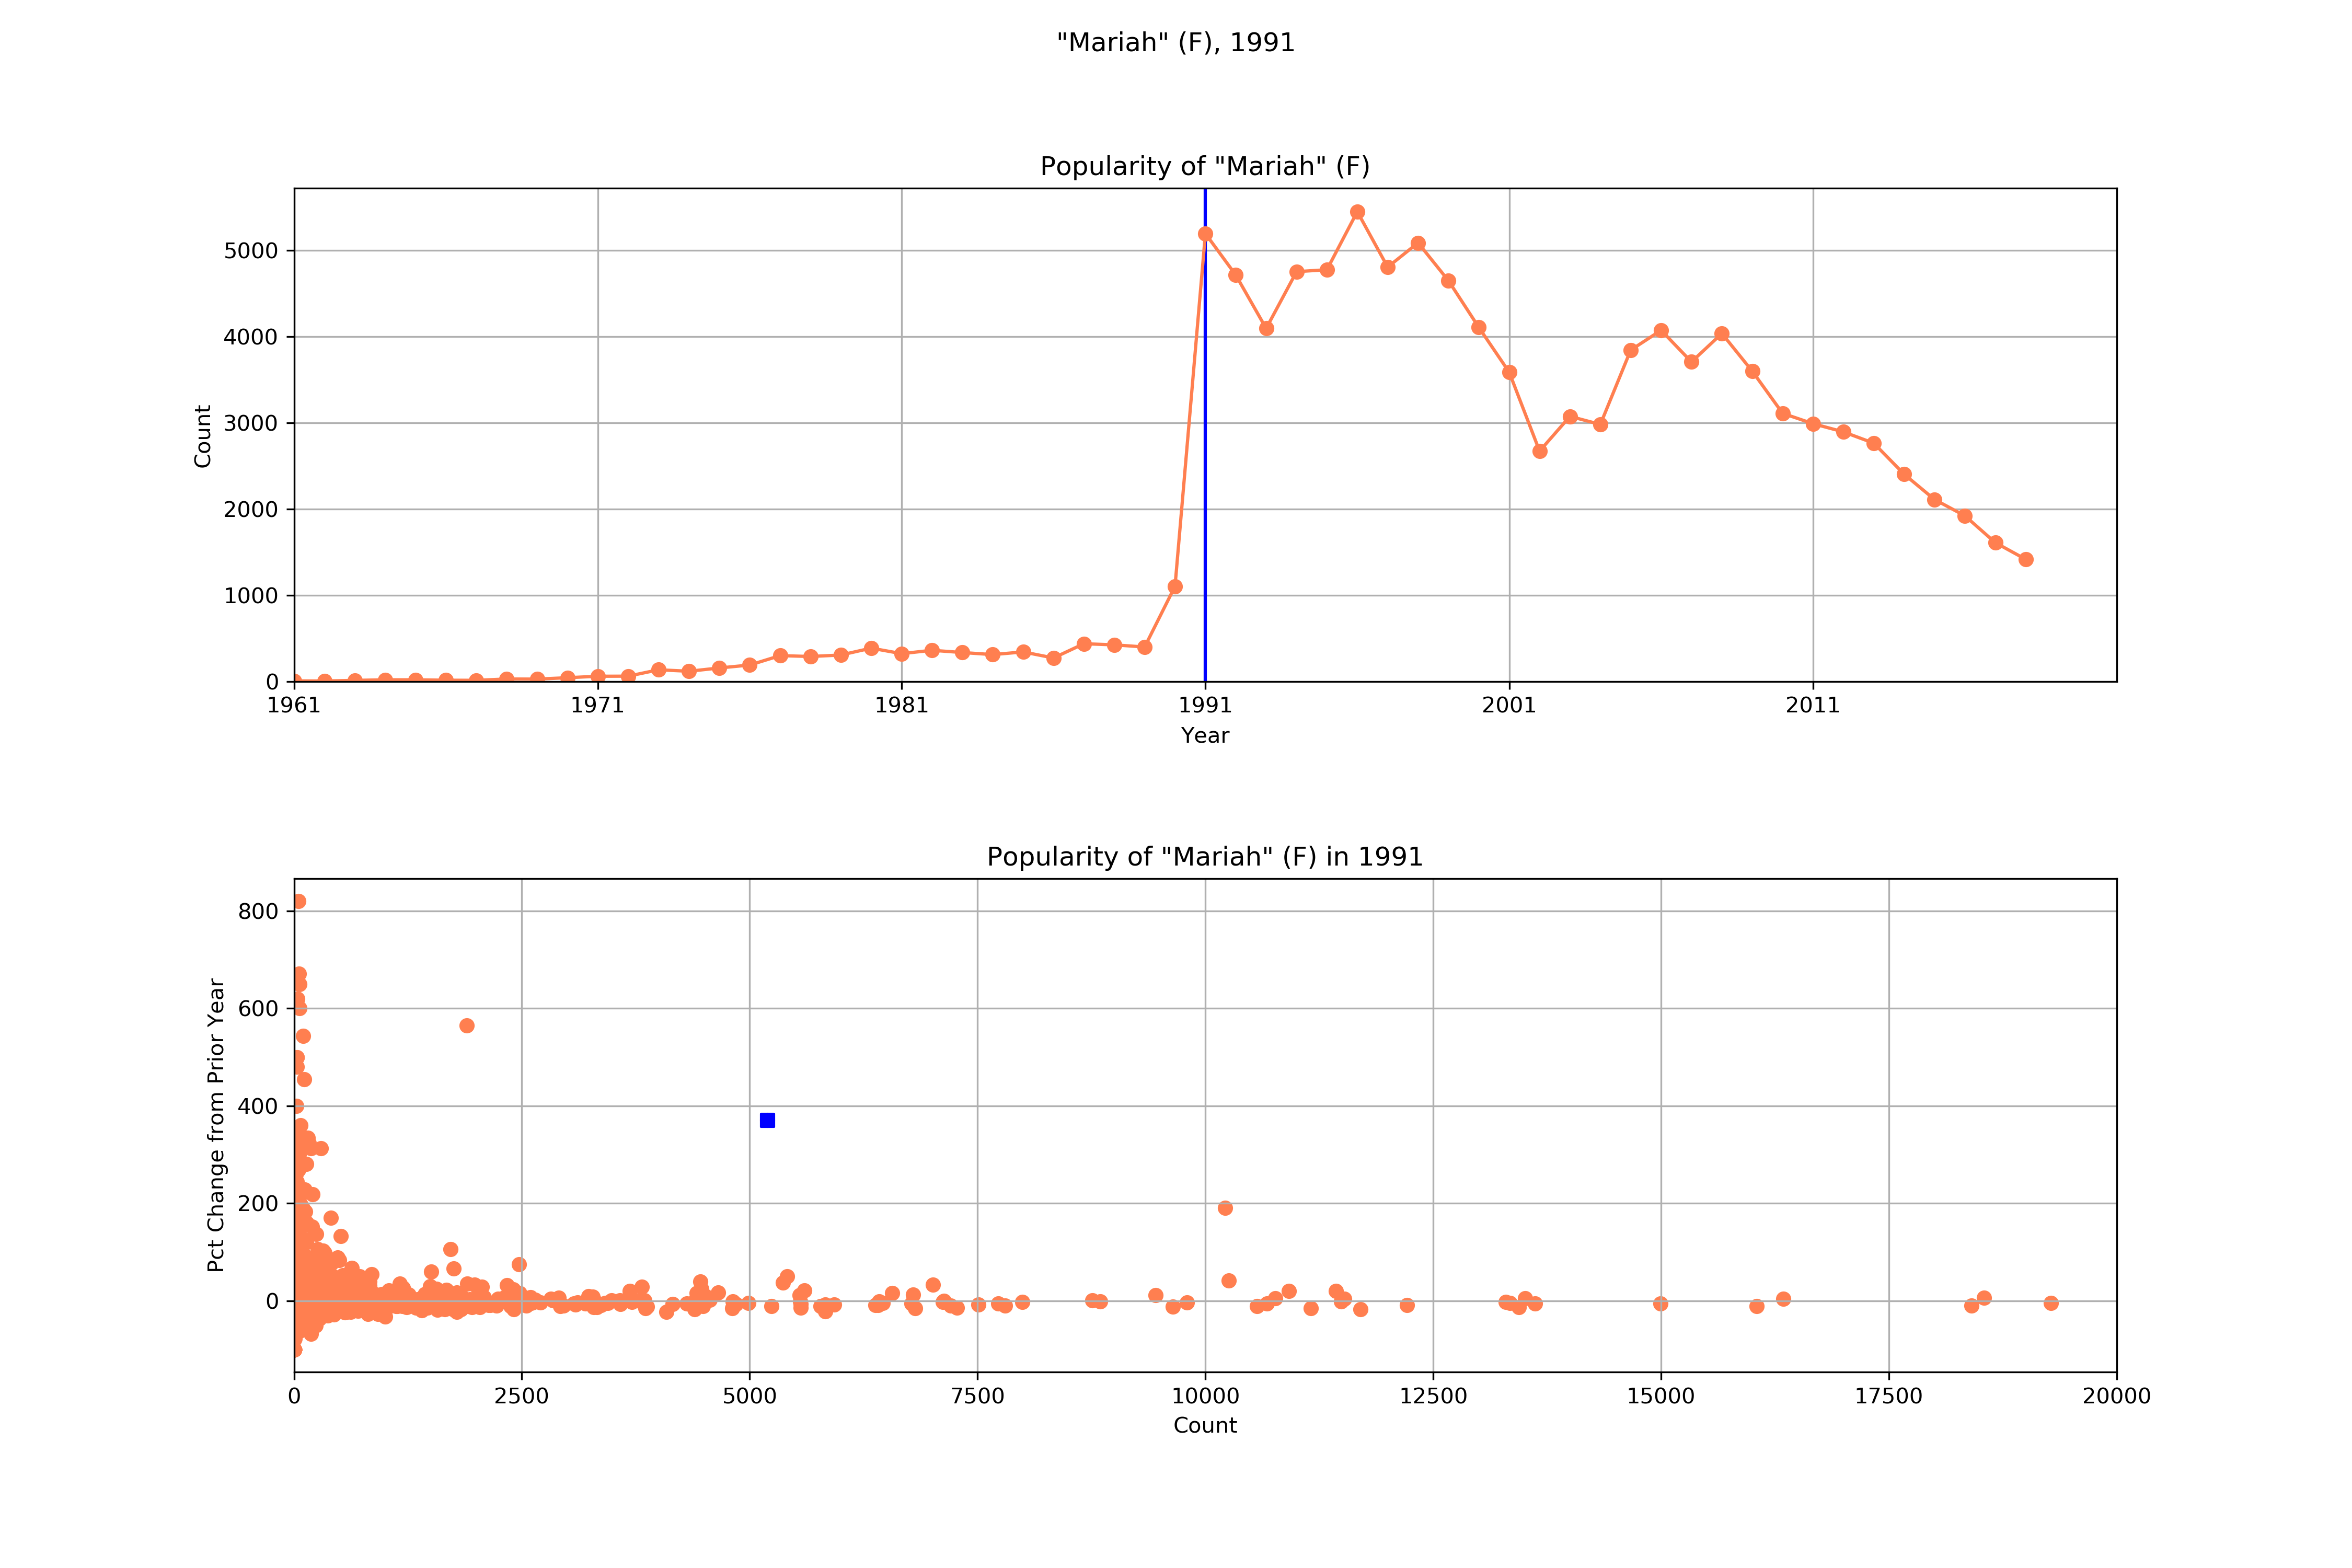 "Mariah" (F), 1991
Popularity of "Mariah" (F)
5000
4000
3000
2000
1000
0
Count
1961 1971 1981 1991 2001 2011
Year
Popularity of "Mariah" (F) in 1991
800
600
400
200
0
Pct Change from Prior Year
0 2500 5000 7500 10000 12500 15000 17500 20000
Count